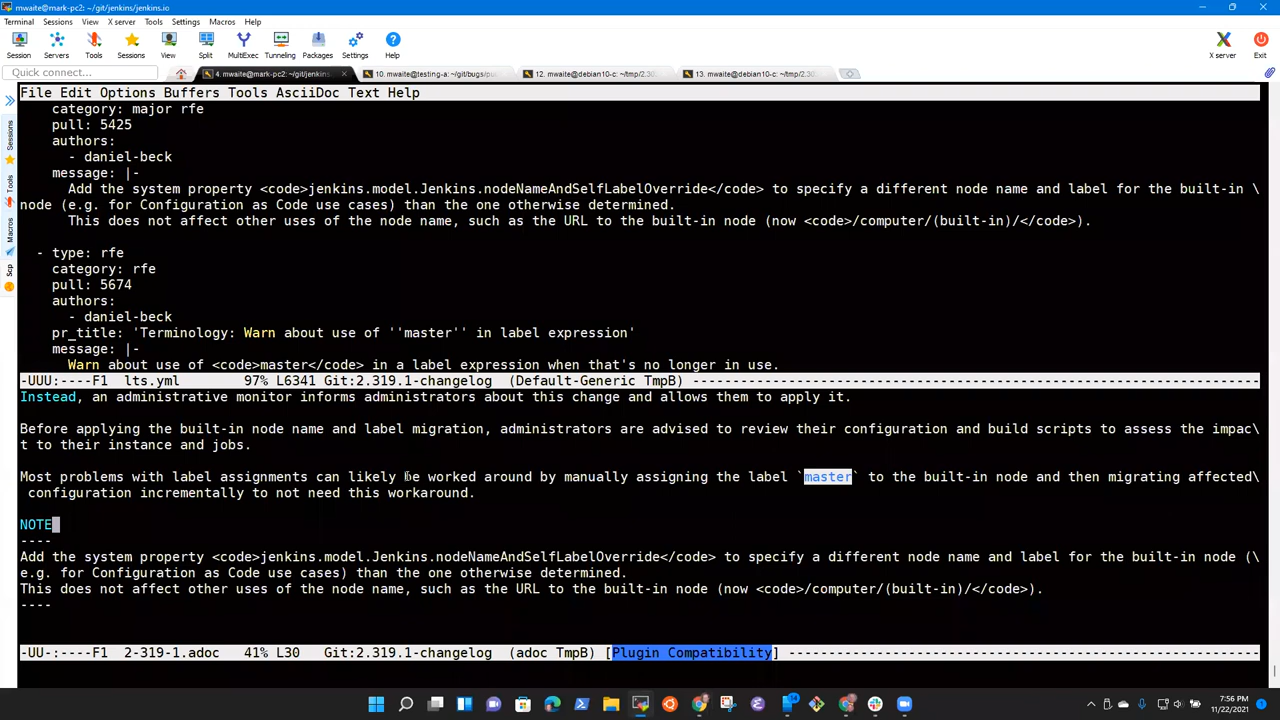 mwaite@mark-pc2: ~/git/jenkins/jenkins.io
Terminal Sessions View X server Tools Settings Macros Help
Session Servers Tools Sessions View Split MultiExec Tunneling Packages Settings Help X server Exit
Quick connect...
4. mwaite@mark-pc2: ~/git/jenkins
10. mwaite@testing-a: ~/git/bugs/
12. mwaite@debian10-c: ~/tmp/2.30
13. mwaite@debian10-c: ~/tmp/2.30
Sessions
Tools
Macros
Scp
File Edit Options Buffers Tools AsciiDoc Text Help
category: major rfe
pull: 5425
authors:
- daniel-beck
message: |-
Add the system property <code>jenkins.model.Jenkins.nodeNameAndSelfLabelOverride</code> to specify a different node name and label for the built-in \
node (e.g. for Configuration as Code use cases) than the one otherwise determined.
This does not affect other uses of the node name, such as the URL to the built-in node (now <code>/computer/(built-in)/</code>).
- type: rfe
category: rfe
pull: 5674
authors:
- daniel-beck
pr_title: 'Terminology: Warn about use of ''master'' in label expression'
message: |-
Warn about use of <code>master</code> in a label expression when that's no longer in use.
-UUU:----F1 lts.yml 97% L6341 Git:2.319.1-changelog (Default-Generic TmpB) ------------------------------------------------------------------------
Instead, an administrative monitor informs administrators about this change and allows them to apply it.
Before applying the built-in node name and label migration, administrators are advised to review their configuration and build scripts to assess the impac\
t to their instance and jobs.
Most problems with label assignments can likely be worked around by manually assigning the label `master` to the built-in node and then migrating affected\
configuration incrementally to not need this workaround.
NOTE
----
Add the system property <code>jenkins.model.Jenkins.nodeNameAndSelfLabelOverride</code> to specify a different node name and label for the built-in node (\
e.g. for Configuration as Code use cases) than the one otherwise determined.
This does not affect other uses of the node name, such as the URL to the built-in node (now <code>/computer/(built-in)/</code>).
----
-UU-:----F1 2-319-1.adoc 41% L30 Git:2.319.1-changelog (adoc TmpB) [Plugin Compatibility] -----------------------------------------------------------
7:56 PM
11/22/2021